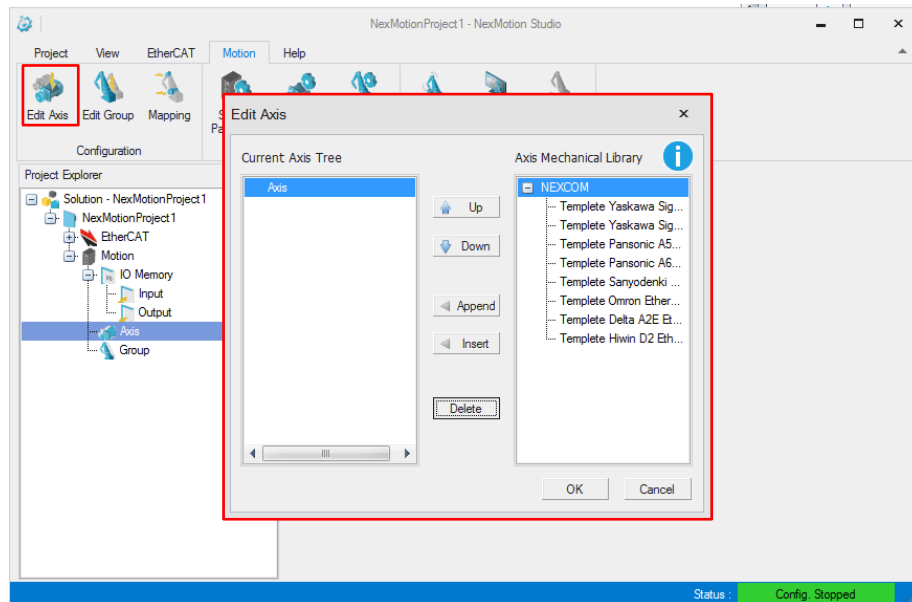 NexMotionProject1 - NexMotion Studio
Project View EtherCAT Motion Help
Edit Axis Edit Group Mapping
Configuration
Project Explorer
Solution - NexMotionProject1
NexMotionProject1
EtherCAT
Motion
IO Memory
Input
Output
Axis
Group
Edit Axis
Current Axis Tree
Axis
Up
Down
Append
Insert
Delete
Axis Mechanical Library
NEXCOM
Templete Yaskawa Sig...
Templete Yaskawa Sig...
Templete Pansonic A5...
Templete Pansonic A6...
Templete Sanyodenki ...
Templete Omron Ether...
Templete Delta A2E Et...
Templete Hiwin D2 Eth...
OK Cancel
Status : Config. Stopped